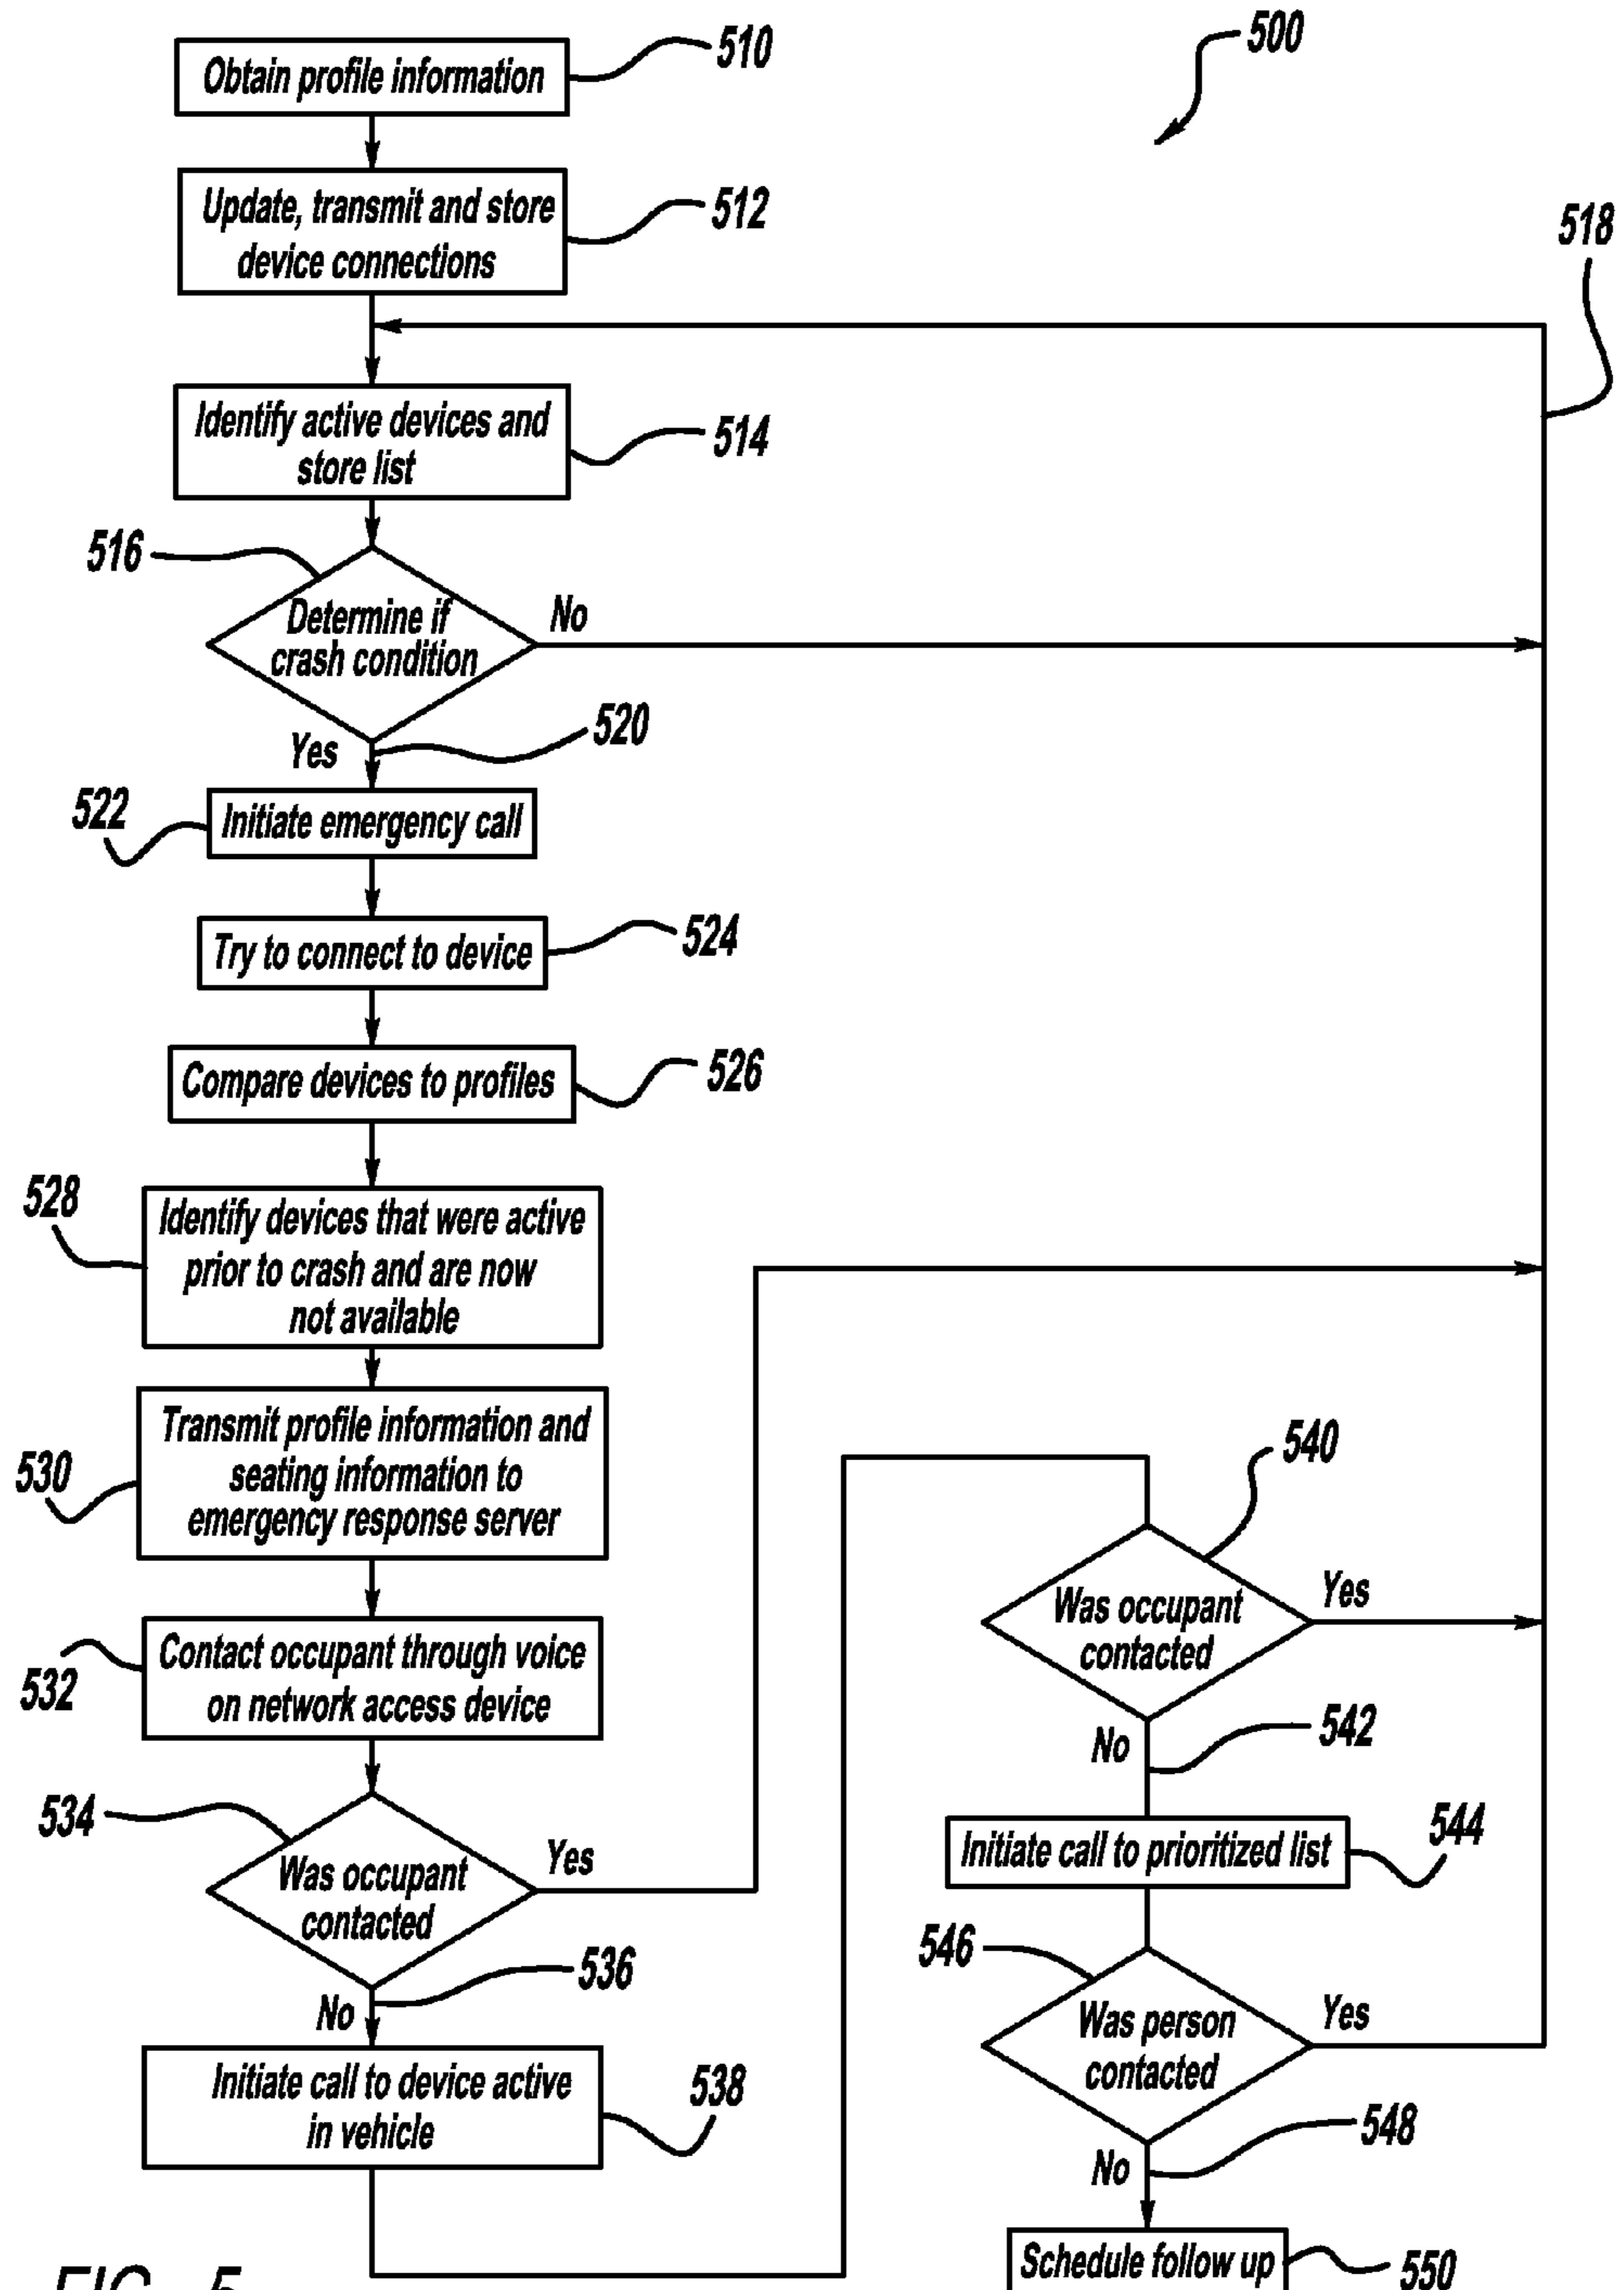 510
500
Obtain profile information
512
Update, transmit and store
device connections
518
514
Identify active devices and
store list
516
Determine if
crash condition
No
520
Yes
522
Initiate emergency call
524
Try to connect to device
526
Compare devices to profiles
528
Identify devices that were active
prior to crash and are now
not available
530
Transmit profile information and
seating information to
emergency response server
532
Contact occupant through voice
on network access device
534
Was occupant
contacted
Yes
536
No
Initiate call to device active
in vehicle
538
540
Was occupant
contacted
Yes
542
No
Initiate call to prioritized list
544
546
Was person
contacted
Yes
548
No
Schedule follow up
550
FIG. 5